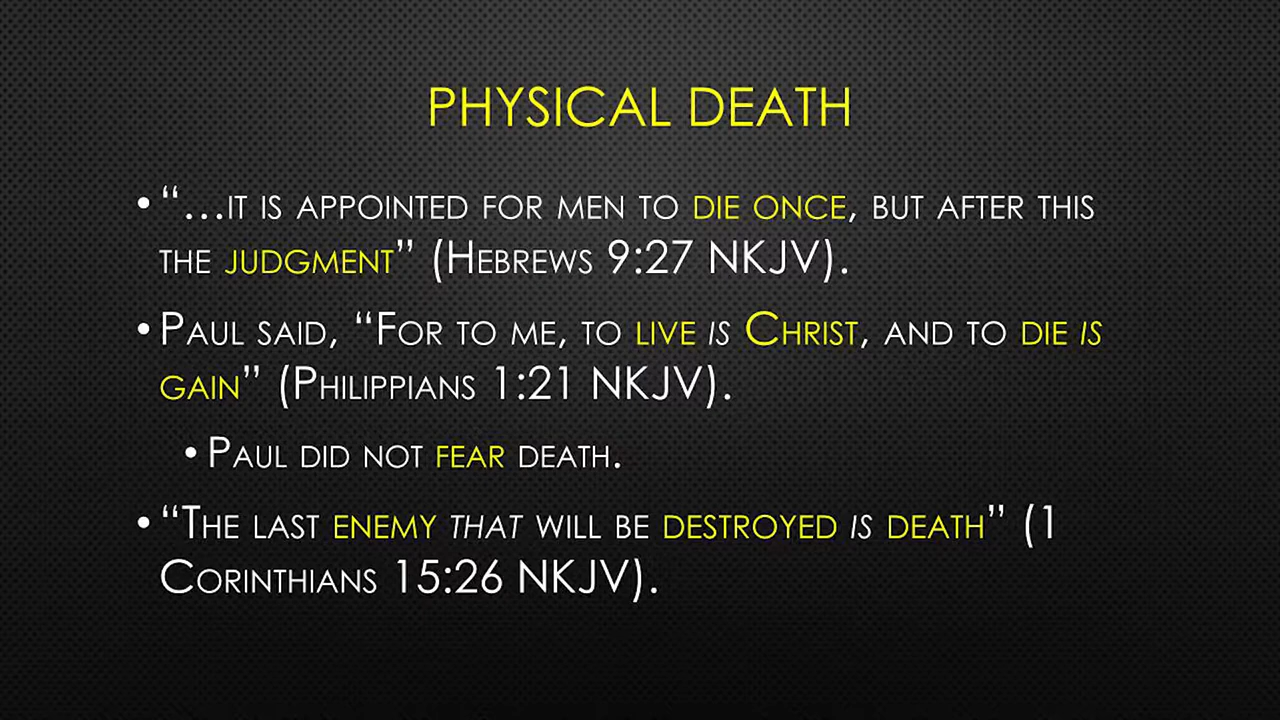 PHYSICAL DEATH
• “…IT IS APPOINTED FOR MEN TO DIE ONCE, BUT AFTER THIS
THE JUDGMENT” (HEBREWS 9:27 NKJV).
• PAUL SAID, “FOR TO ME, TO LIVE IS CHRIST, AND TO DIE IS
GAIN” (PHILIPPIANS 1:21 NKJV).
• PAUL DID NOT FEAR DEATH.
• “THE LAST ENEMY THAT WILL BE DESTROYED IS DEATH” (1
CORINTHIANS 15:26 NKJV).